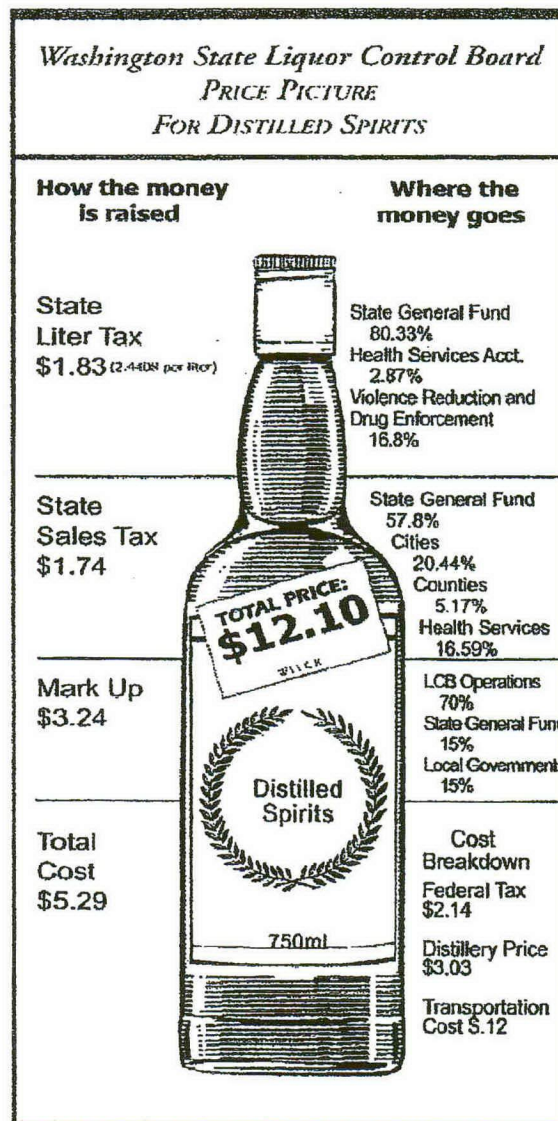 Washington State Liquor Control Board
PRICE PICTURE
FOR DISTILLED SPIRITS
How the money
is raised
Where the
money goes
State
Liter Tax
$1.83 (2.4408 per liter)
State General Fund
80.33%
Health Services Acct.
2.87%
Violence Reduction and
Drug Enforcement
16.8%
State
Sales Tax
$1.74
State General Fund
57.8%
Cities
20.44%
Counties
5.17%
Health Services
16.59%
TOTAL PRICE:
$12.10
Mark Up
$3.24
LCB Operations
70%
State General Fund
15%
Local Government
15%
Distilled
Spirits
750ml
Total
Cost
$5.29
Cost
Breakdown
Federal Tax
$2.14
Distillery Price
$3.03
Transportation
Cost $.12